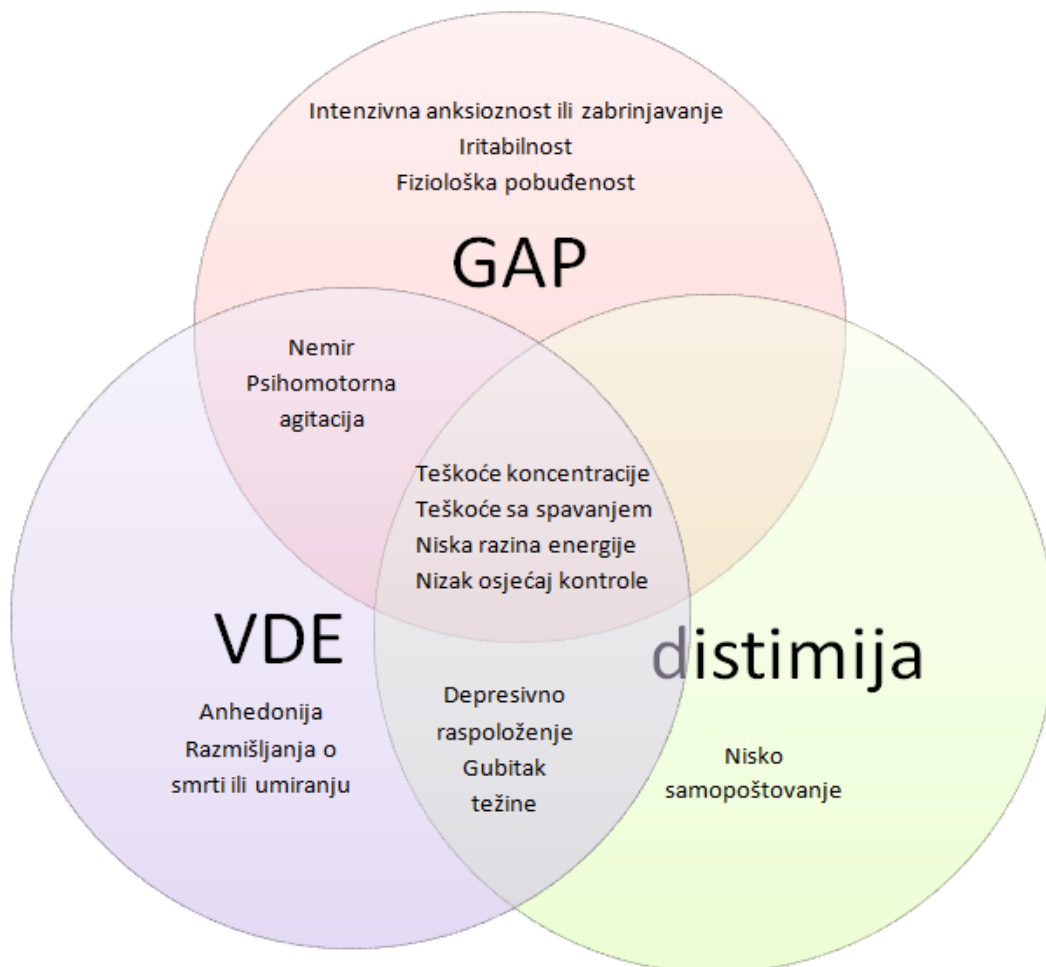 Intenzivna anksioznost ili zabrinjavanje
Iritabilnost
Fiziološka pobuđenost
GAP
Nemir
Psihomotorna
agitacija
Teškoće koncentracije
Teškoće sa spavanjem
Niska razina energije
Nizak osjećaj kontrole
VDE
Anhedonija
Razmišljanja o
smrti ili umiranju
Depresivno
raspoloženje
Gubitak
težine
distimija
Nisko
samopoštovanje